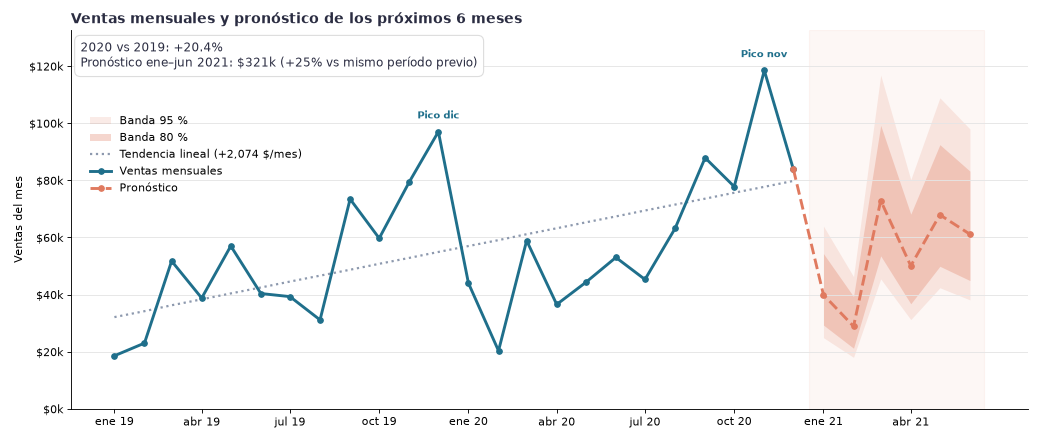 Ventas mensuales y pronóstico de los próximos 6 meses
2020 vs 2019: +20.4%
Pronóstico ene–jun 2021: $321k (+25% vs mismo período previo)
Pico nov
Pico dic
Banda 95 %
Banda 80 %
Tendencia lineal (+2,074 $/mes)
Ventas mensuales
Pronóstico
Ventas del mes
$120k
$100k
$80k
$60k
$40k
$20k
$0k
ene 19
abr 19
jul 19
oct 19
ene 20
abr 20
jul 20
oct 20
ene 21
abr 21